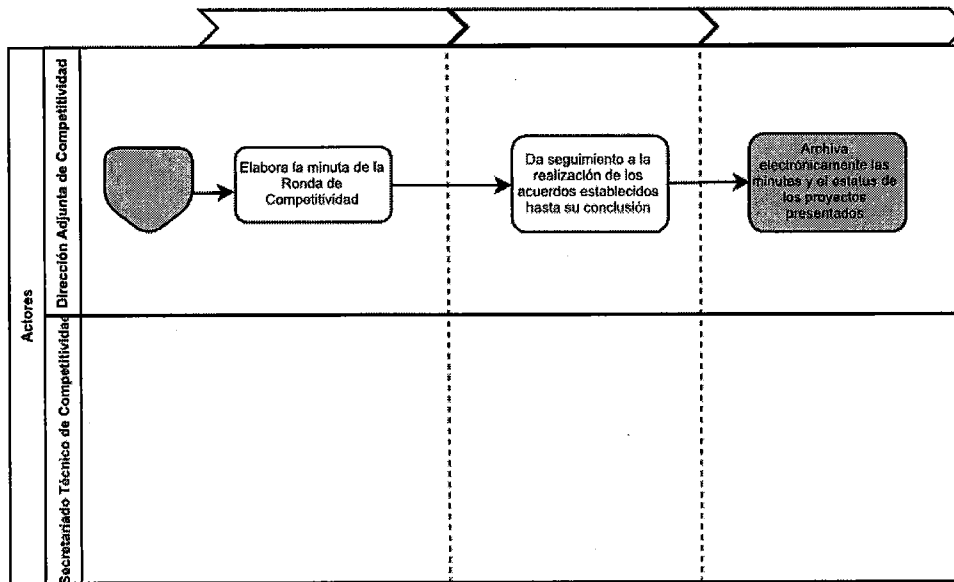 Actores
Dirección Adjunta de Competitividad
Secretariado Técnico de Competitividad
Elabora la minuta de la
Ronda de
Competitividad
Da seguimiento a la
realización de los
acuerdos establecidos
hasta su conclusión
Archiva
electrónicamente las
minutes y el estatus de
los proyectos
presentados